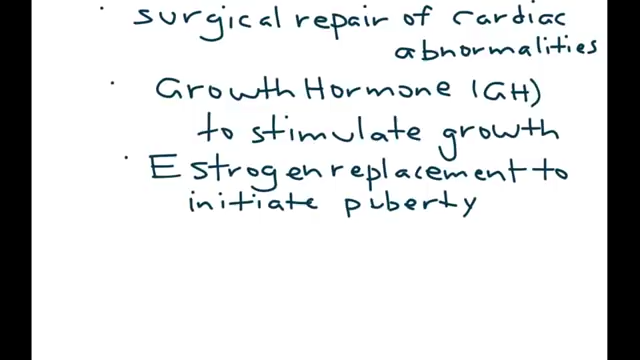 · surgical repair of cardiac
abnormalities
· Growth Hormone (GH)
to stimulate growth
· Estrogen replacement to
initiate puberty